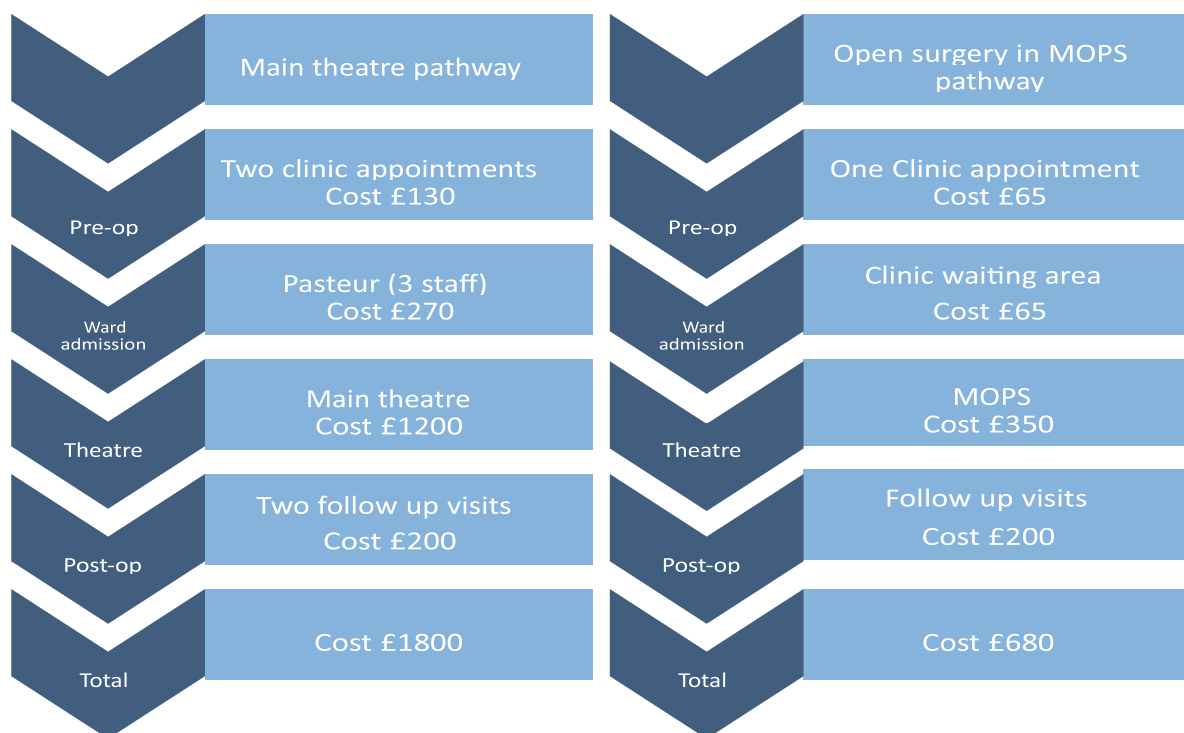 Main theatre pathway
Pre-op
Two clinic appointments
Cost £130
Ward
admission
Pasteur (3 staff)
Cost £270
Theatre
Main theatre
Cost £1200
Post-op
Two follow up visits
Cost £200
Total
Cost £1800
Open surgery in MOPS
pathway
Pre-op
One Clinic appointment
Cost £65
Ward
admission
Clinic waiting area
Cost £65
Theatre
MOPS
Cost £350
Post-op
Follow up visits
Cost £200
Total
Cost £680